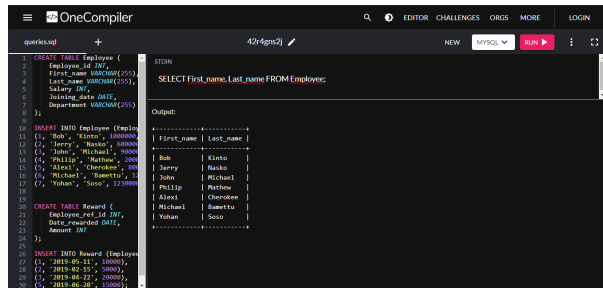 OneCompiler
EDITOR CHALLENGES ORGS MORE LOGIN
queries.sql + 42r4gns2j NEW MYSQL RUN
1 CREATE TABLE Employee (
2 Employee_id INT,
3 First_name VARCHAR(255),
4 Last_name VARCHAR(255),
5 Salary INT,
6 Joining_date DATE,
7 Department VARCHAR(255)
8 );
9
10 INSERT INTO Employee (Employ
11 (1, 'Bob', 'Kinto', 1000000,
12 (2, 'Jerry', 'Nasko', 600000
13 (3, 'John', 'Michael', 90000
14 (4, 'Philip', 'Mathew', 2000
15 (5, 'Alexi', 'Cherokee', 800
16 (6, 'Michael', 'Bamettu', 12
17 (7, 'Yohan', 'Soso', 1230000
18
19
20 CREATE TABLE Reward (
21 Employee_ref_id INT,
22 Date_rewarded DATE,
23 Amount INT
24 );
25
26 INSERT INTO Reward (Employee
27 (1, '2019-05-11', 10000),
28 (2, '2019-02-15', 5000),
29 (3, '2019-04-22', 20000),
30 (5, '2019-06-20', 15000);
STDIN
SELECT First_name, Last_name FROM Employee;
Output:
+------------+-----------+
| First_name | Last_name |
+------------+-----------+
| Bob | Kinto |
| Jerry | Nasko |
| John | Michael |
| Philip | Mathew |
| Alexi | Cherokee |
| Michael | Bamettu |
| Yohan | Soso |
+------------+-----------+